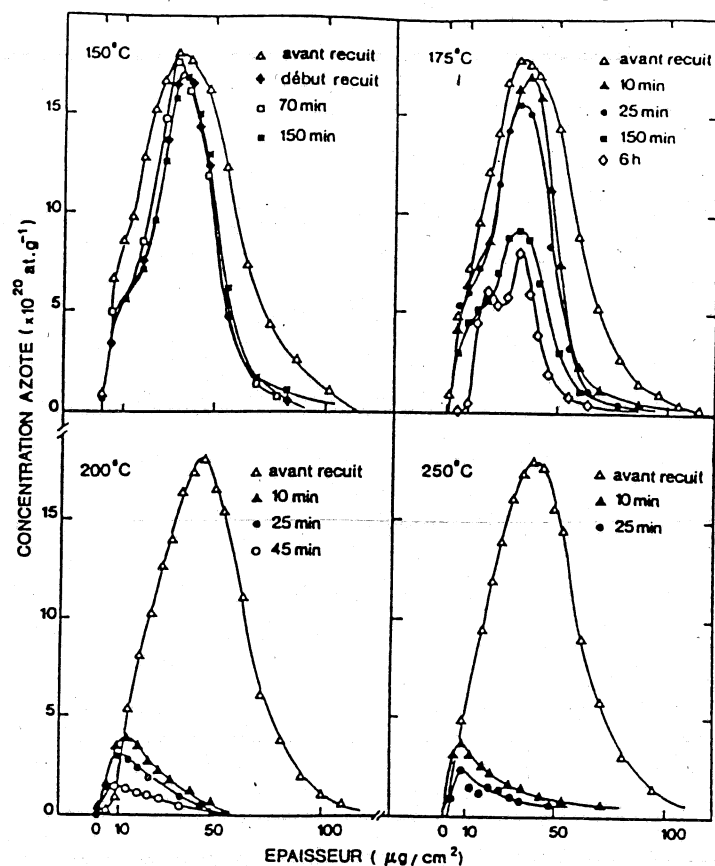 150°C
△ avant recuit
◆ début recuit
□ 70 min
■ 150 min
175°C
△ avant recuit
▲ 10 min
● 25 min
■ 150 min
◇ 6 h
15
10
5
0
CONCENTRATION AZOTE (x10²⁰ at.g⁻¹)
200°C
△ avant recuit
▲ 10 min
● 25 min
○ 45 min
250°C
△ avant recuit
▲ 10 min
● 25 min
15
10
5
0
0 10 50 100
0 10 50 100
EPAISSEUR ( µg/cm²)